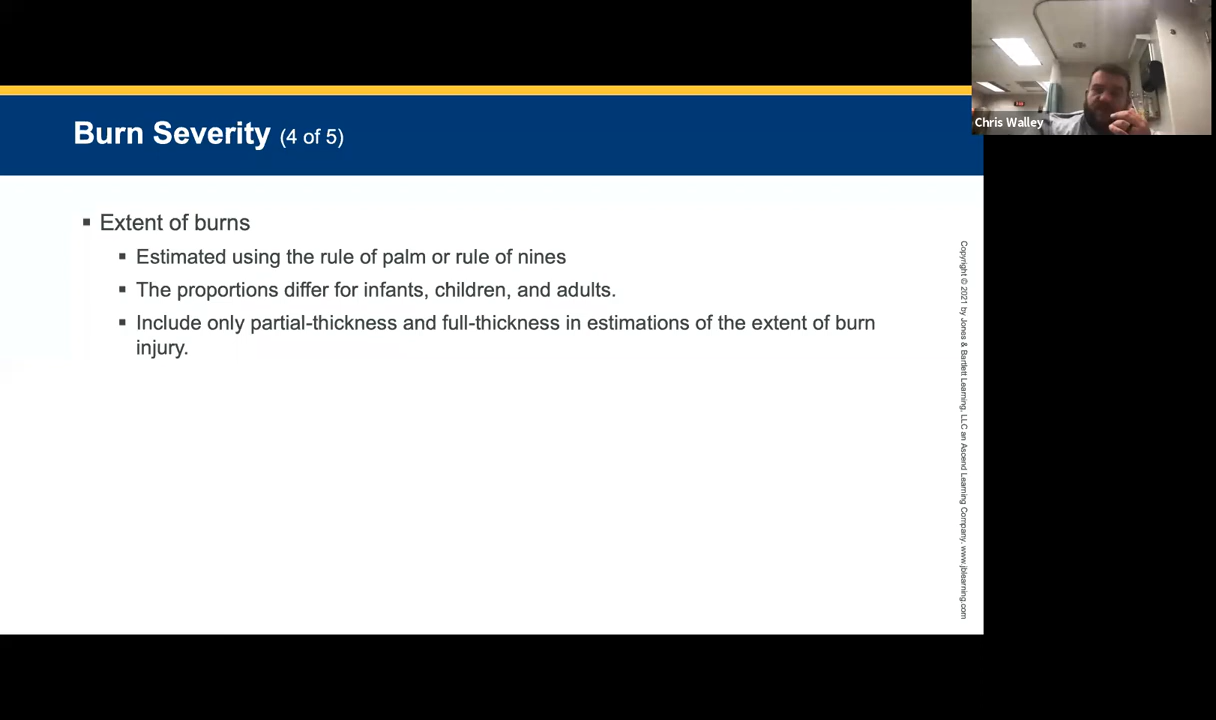 Burn Severity (4 of 5)
Chris Walley
▪ Extent of burns
▪ Estimated using the rule of palm or rule of nines
▪ The proportions differ for infants, children, and adults.
▪ Include only partial-thickness and full-thickness in estimations of the extent of burn
injury.
Copyright © 2021 by Jones & Bartlett Learning, LLC an Ascend Learning Company. www.jblearning.com